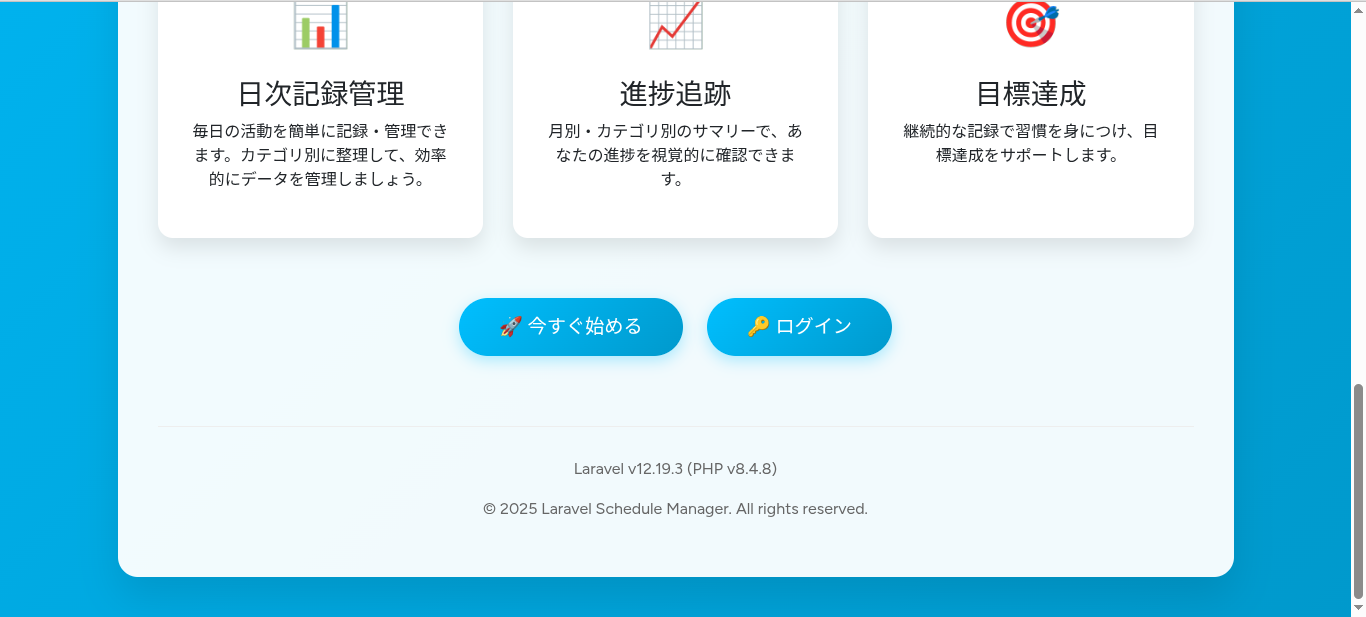 日次記録管理
毎日の活動を簡単に記録・管理でき
ます。カテゴリ別に整理して、効率
的にデータを管理しましょう。
進捗追跡
月別・カテゴリ別のサマリーで、あ
なたの進捗を視覚的に確認できま
す。
目標達成
継続的な記録で習慣を身につけ、目
標達成をサポートします。
🚀 今すぐ始める
🔑 ログイン
Laravel v12.19.3 (PHP v8.4.8)
© 2025 Laravel Schedule Manager. All rights reserved.